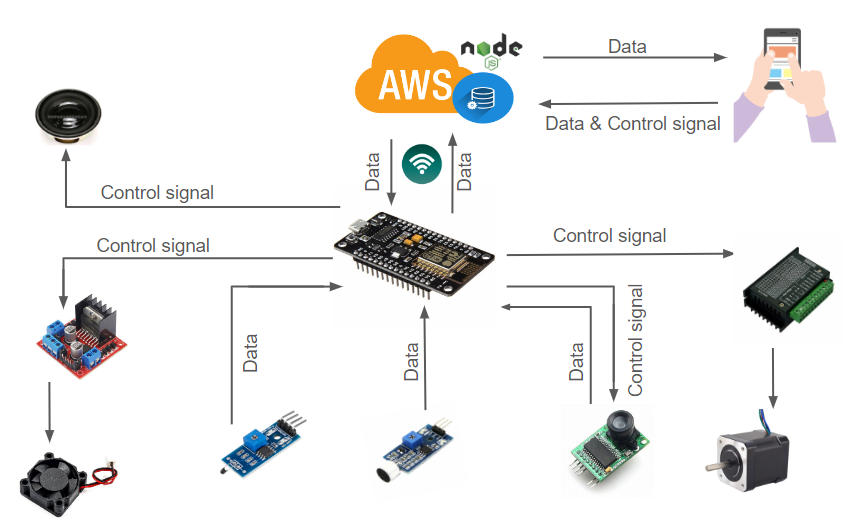 node
JS
Data
AWS
Data & Control signal
Data
Data
Control signal
Control signal
Control signal
Data
Data
Data
Control signal